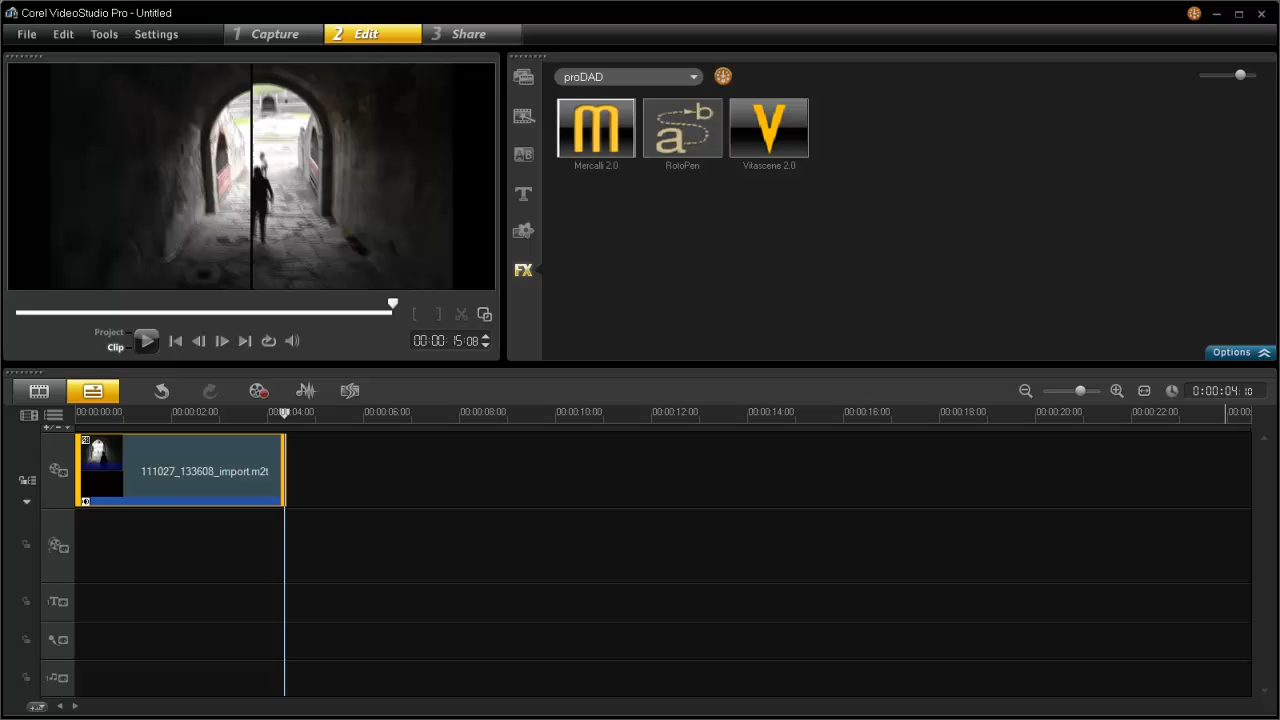 Corel VideoStudio Pro - Untitled
File Edit Tools Settings 1 Capture 2 Edit 3 Share
proDAD
Mercalli 2.0 RotoPen Vitascene 2.0
AB
T
FX
Project
Clip
00:00:15:08
Options
0:00:04:10
00:00:00:00 00:00:02:00 00:00:04:00 00:00:06:00 00:00:08:00 00:00:10:00 00:00:12:00 00:00:14:00 00:00:16:00 00:00:18:00 00:00:20:00 00:00:22:00 00:00:
111027_133608_import.m2t